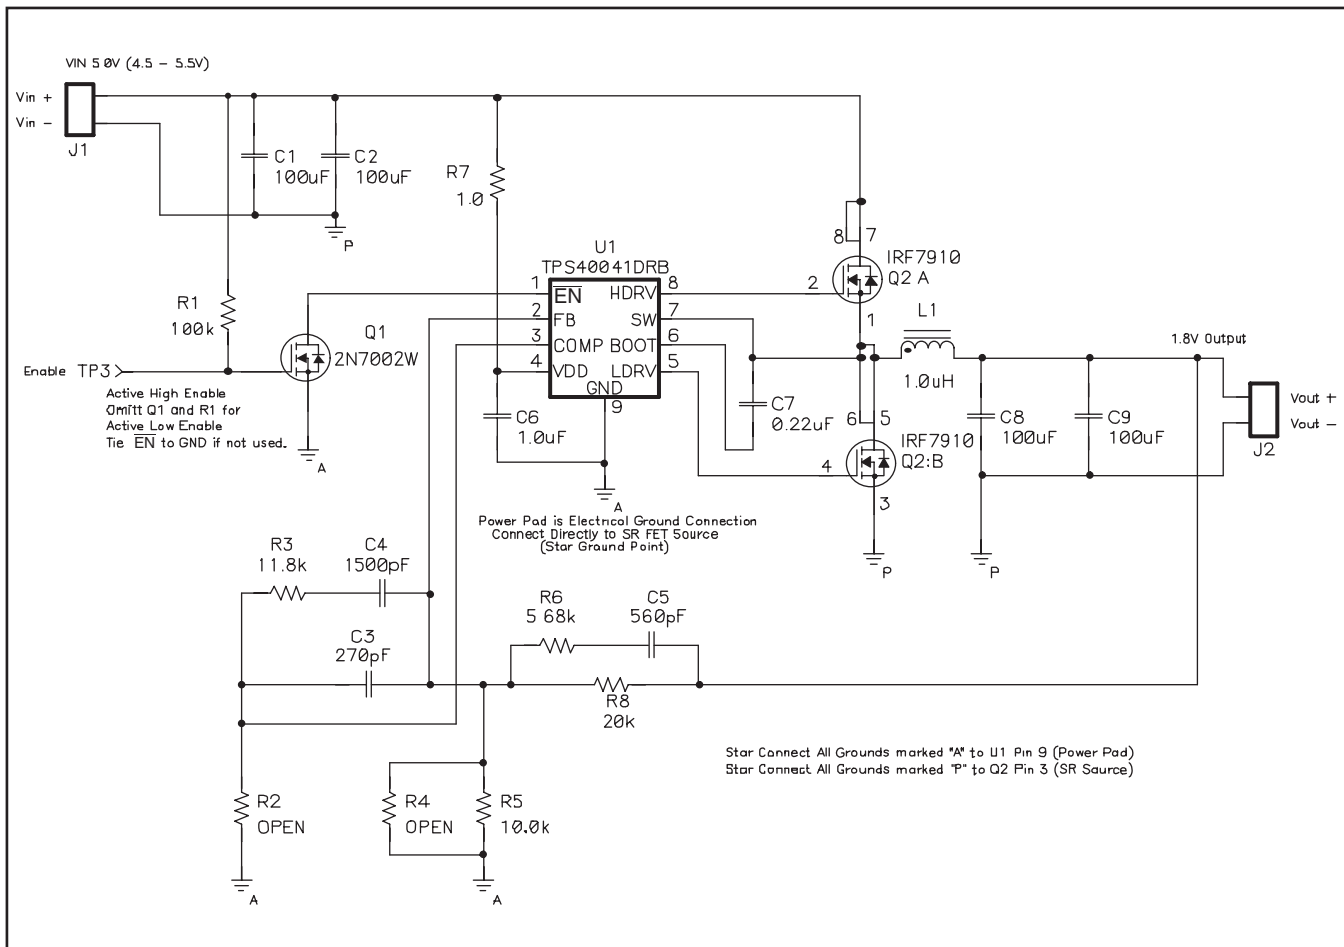 VIN 5 0V (4.5 - 5.5V)
Vin +
Vin -
J1
C1
100uF
C2
100uF
P
R7
1.0
R1
100k
Q1
2N7002W
Enable TP3
Active High Enable
Omitt Q1 and R1 for
Active Low Enable
Tie EN to GND if not used.
A
U1
TPS40041DRB
1 EN HDRV 8
2 FB SW 7
3 COMP BOOT 6
4 VDD LDRV 5
GND
9
C6
1.0uF
A
Power Pad is Electrical Ground Connection
Connect Directly to SR FET Source
(Star Ground Point)
C7
0.22uF
8 7
IRF7910
Q2 A
2
1
L1
1.0uH
6 5
IRF7910
Q2:B
4
3
P
C8
100uF
C9
100uF
P
1.8V Output
Vout +
Vout -
J2
R3
11.8k
C4
1500pF
C3
270pF
R6
5 68k
C5
560pF
R8
20k
R2
OPEN
A
R4
OPEN
R5
10.0k
A
Star Connect All Grounds marked "A" to U1 Pin 9 (Power Pad)
Star Connect All Grounds marked "P" to Q2 Pin 3 (SR Saurce)